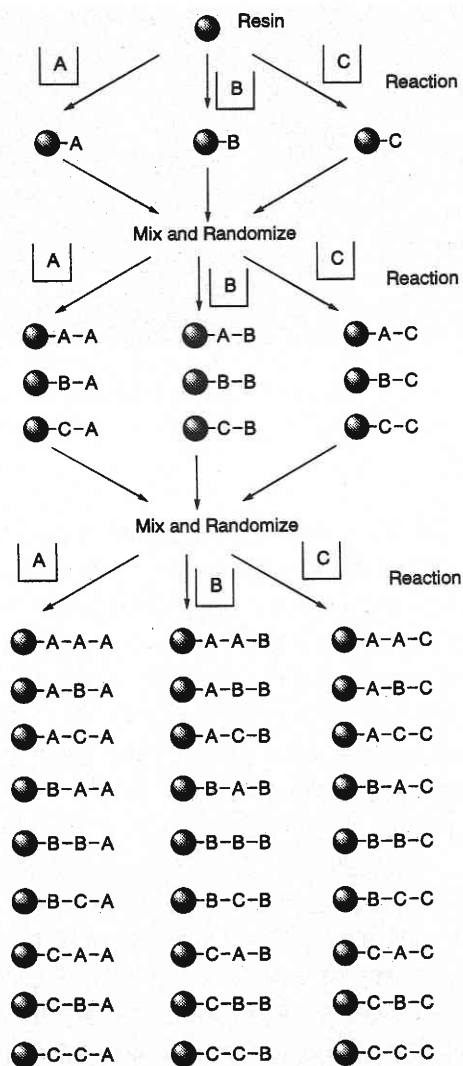 Resin
A B C Reaction
-A -B -C
Mix and Randomize
A B C Reaction
-A-A -A-B -A-C
-B-A -B-B -B-C
-C-A -C-B -C-C
Mix and Randomize
A B C Reaction
-A-A-A -A-A-B -A-A-C
-A-B-A -A-B-B -A-B-C
-A-C-A -A-C-B -A-C-C
-B-A-A -B-A-B -B-A-C
-B-B-A -B-B-B -B-B-C
-B-C-A -B-C-B -B-C-C
-C-A-A -C-A-B -C-A-C
-C-B-A -C-B-B -C-B-C
-C-C-A -C-C-B -C-C-C